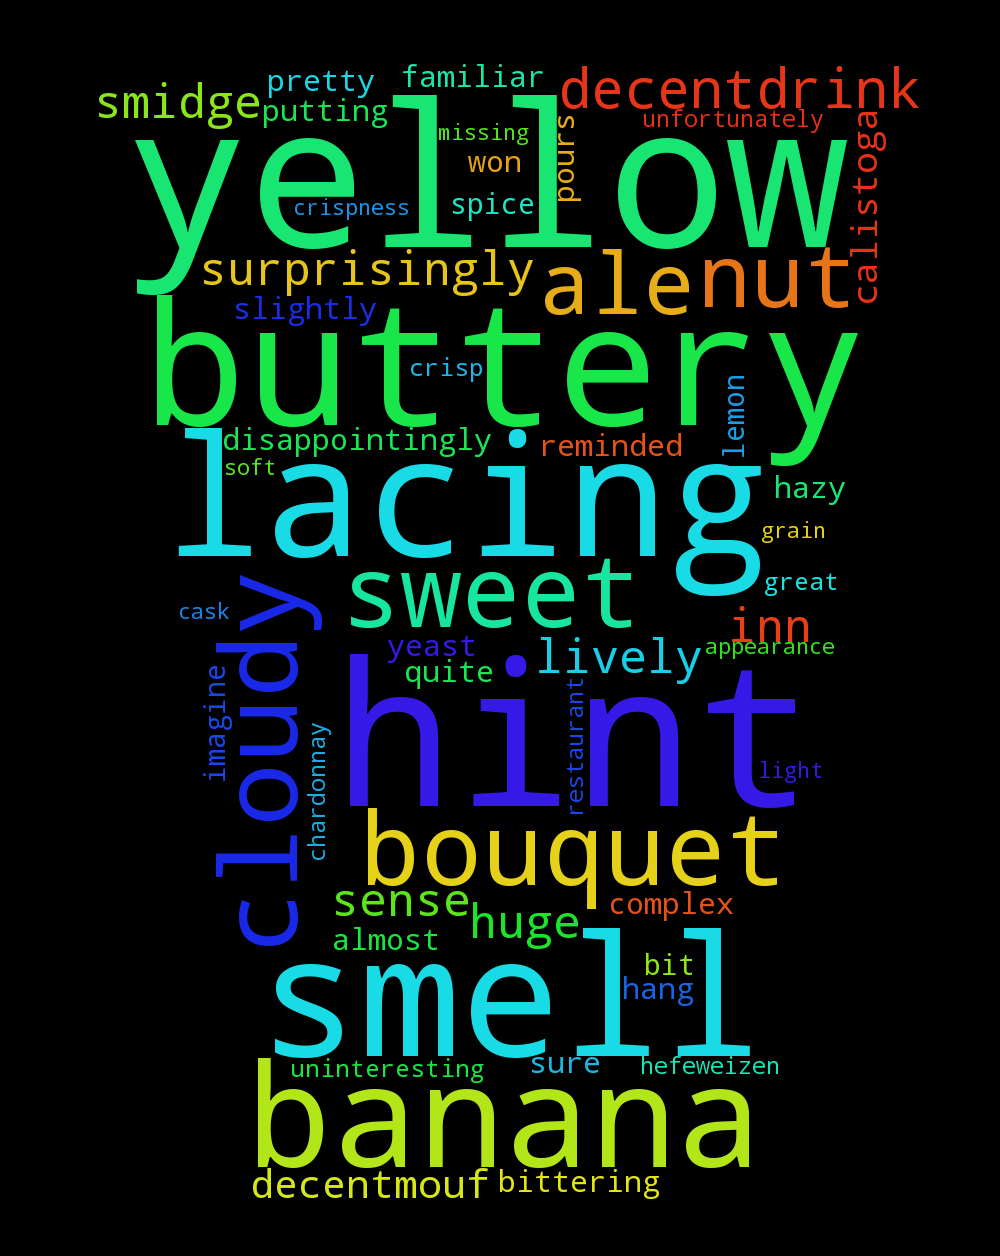 familiar
pretty
smidge
decentdrink
putting
unfortunately
missing
yellow
won
pours
calistoga
spice
crispness
surprisingly
ale
nut
slightly
buttery
crisp
lemon
disappointingly
reminded
soft
lacing
hazy
grain
sweet
great
cask
cloudy
inn
yeast
lively
appearance
quite
hint
imagine
restaurant
chardonnay
light
bouquet
sense
huge
complex
almost
smell
bit
hang
uninteresting
sure
hefeweizen
banana
decentmouf
bittering